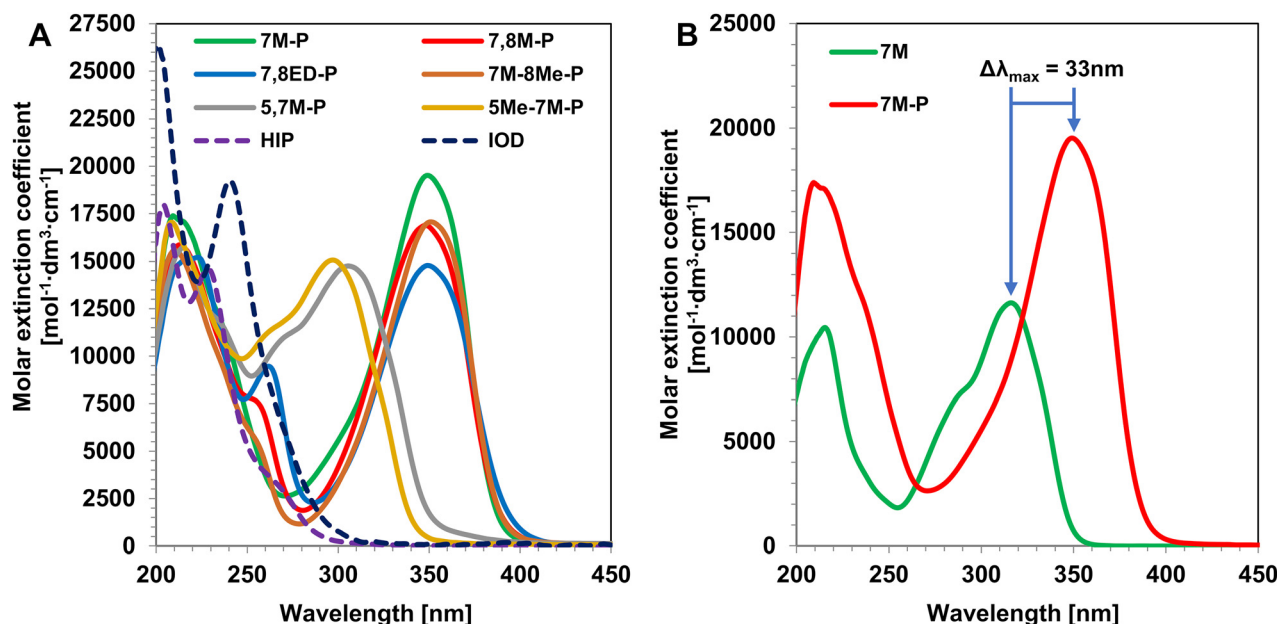 A
7M-P
7,8M-P
7,8ED-P
7M-8Me-P
5,7M-P
5Me-7M-P
HIP
IOD
Molar extinction coefficient
[mol⁻¹·dm³·cm⁻¹]
27500
25000
22500
20000
17500
15000
12500
10000
7500
5000
2500
0
200
250
300
350
400
450
Wavelength [nm]
B
7M
7M-P
Δλmax = 33nm
Molar extinction coefficient
[mol⁻¹·dm³·cm⁻¹]
25000
20000
15000
10000
5000
0
200
250
300
350
400
450
Wavelength [nm]